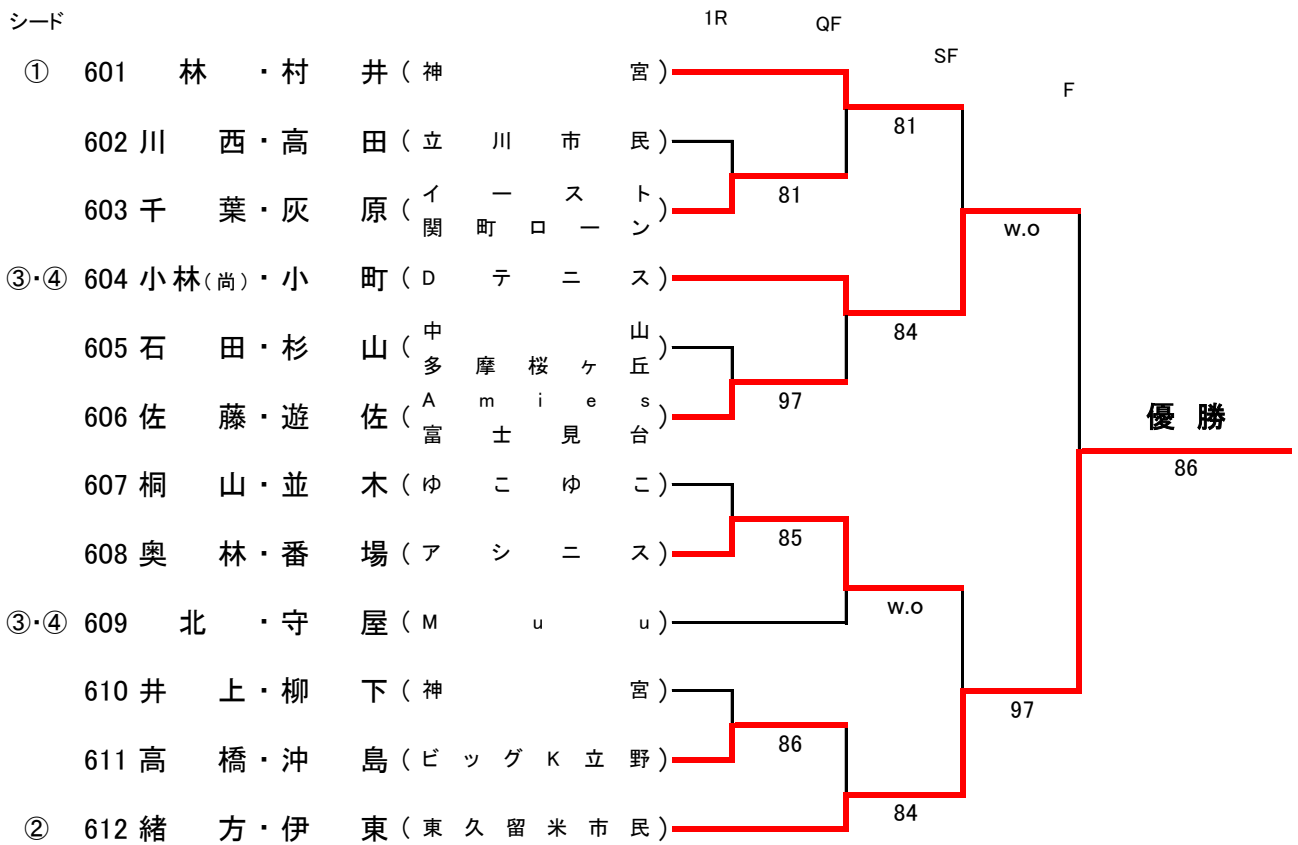 シード
1R QF SF F
① 601 林・村井(神宮)
81
602 川西・高田(立川市民)
81
603 千葉・灰原(イースト 関町ローン)
w.o
③・④ 604 小林(尚)・小町(Dテニス)
84
605 石田・杉山(中山 多摩桜ヶ丘)
97
606 佐藤・遊佐(Amies 富士見台)
優勝
86
607 桐山・並木(ゆこゆこ)
85
608 奥林・番場(アシニス)
w.o
③・④ 609 北・守屋(Muu)
610 井上・柳下(神宮)
97
86
611 高橋・沖島(ビッグK立野)
84
② 612 緒方・伊東(東久留米市民)